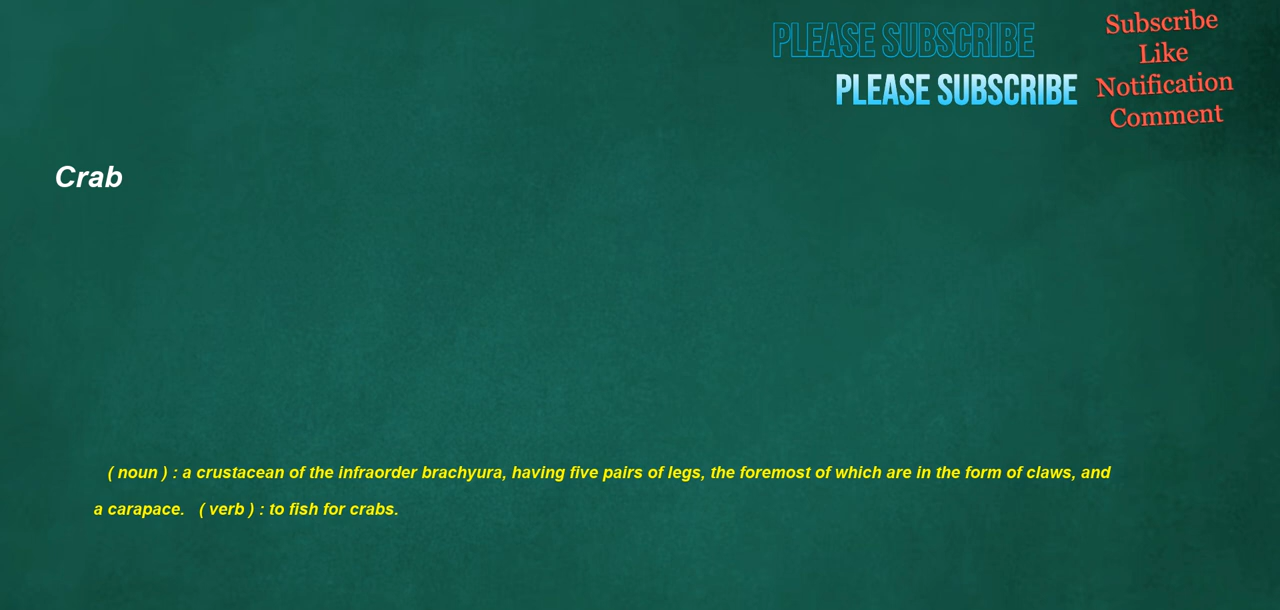 PLEASE SUBSCRIBE
PLEASE SUBSCRIBE
Subscribe
Like
Notification
Comment
Crab
( noun ) : a crustacean of the infraorder brachyura, having five pairs of legs, the foremost of which are in the form of claws, and
a carapace. ( verb ) : to fish for crabs.